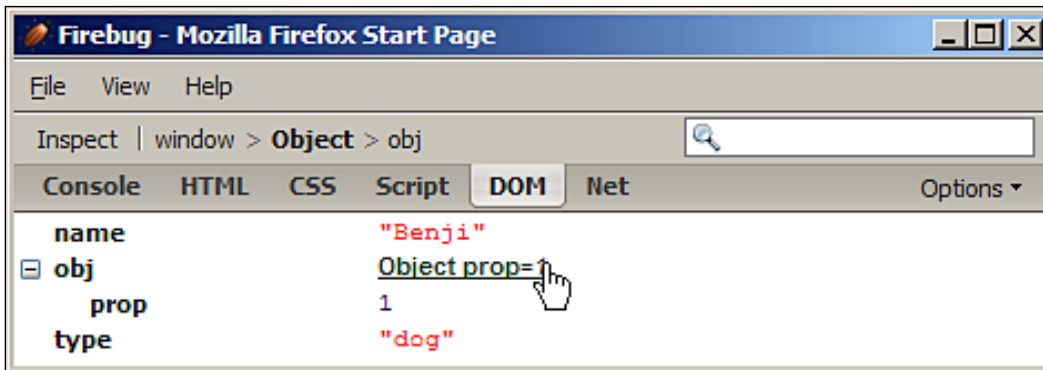 Firebug - Mozilla Firefox Start Page
File View Help
Inspect | window > Object > obj
Console HTML CSS Script DOM Net Options
name "Benji"
obj Object prop=1
prop 1
type "dog"